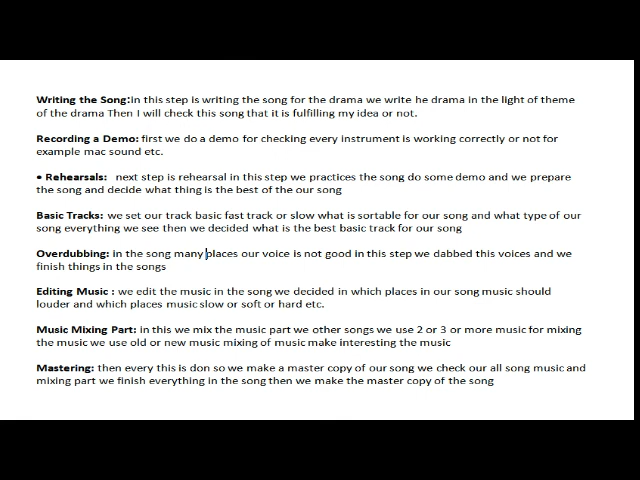 Writing the Song:in this step is writing the song for the drama we write he drama in the light of theme
of the drama Then I will check this song that it is fulfilling my idea or not.
Recording a Demo: first we do a demo for checking every instrument is working correctly or not for
example mac sound etc.
• Rehearsals: next step is rehearsal in this step we practices the song do some demo and we prepare
the song and decide what thing is the best of the our song
Basic Tracks: we set our track basic fast track or slow what is sortable for our song and what type of our
song everything we see then we decided what is the best basic track for our song
Overdubbing: in the song many places our voice is not good in this step we dabbed this voices and we
finish things in the songs
Editing Music : we edit the music in the song we decided in which places in our song music should
louder and which places music slow or soft or hard etc.
Music Mixing Part: in this we mix the music part we other songs we use 2 or 3 or more music for mixing
the music we use old or new music mixing of music make interesting the music
Mastering: then every this is don so we make a master copy of our song we check our all song music and
mixing part we finish everything in the song then we make the master copy of the song